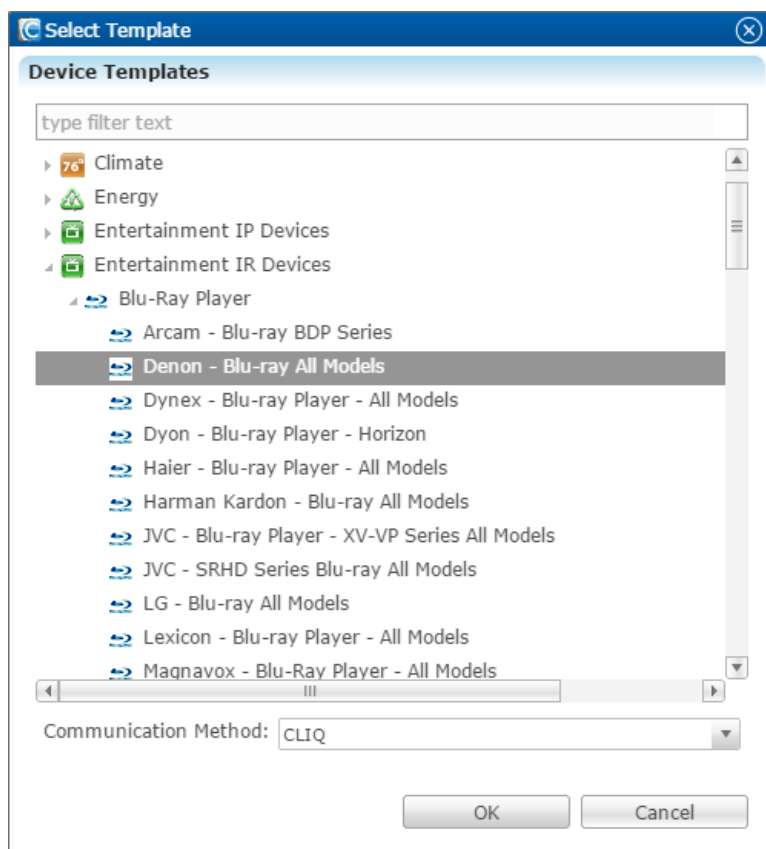 Select Template
Device Templates
type filter text
76° Climate
Energy
Entertainment IP Devices
Entertainment IR Devices
Blu-Ray Player
Arcam - Blu-ray BDP Series
Denon - Blu-ray All Models
Dynex - Blu-ray Player - All Models
Dyon - Blu-ray Player - Horizon
Haier - Blu-ray Player - All Models
Harman Kardon - Blu-ray All Models
JVC - Blu-ray Player - XV-VP Series All Models
JVC - SRHD Series Blu-ray All Models
LG - Blu-ray All Models
Lexicon - Blu-ray Player - All Models
Magnavox - Blu-Ray Player - All Models
Communication Method: CLIQ
OK Cancel